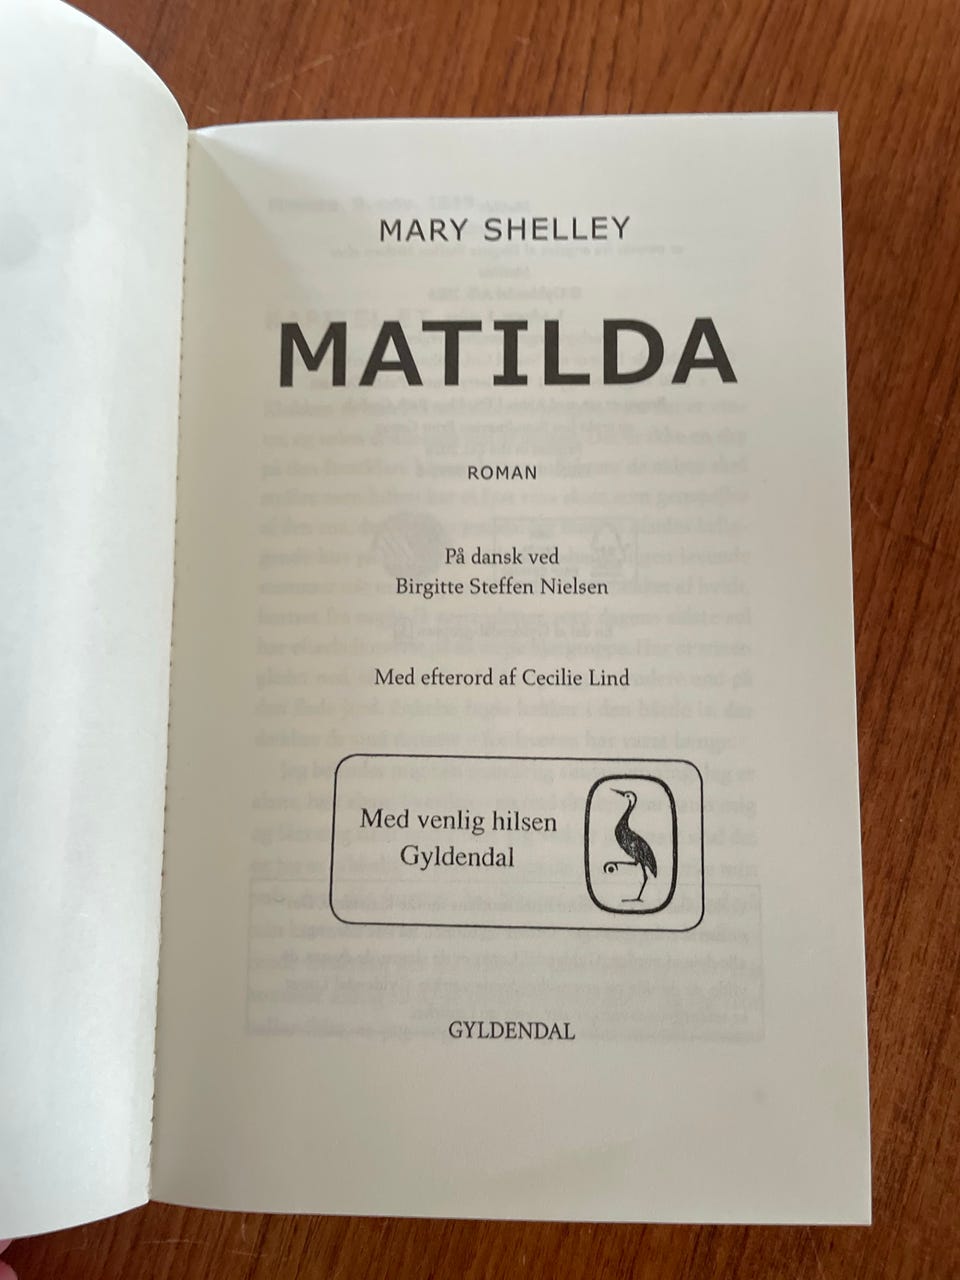 MARY SHELLEY
MATILDA
ROMAN
På dansk ved
Birgitte Steffen Nielsen
Med efterord af Cecilie Lind
Med venlig hilsen
Gyldendal
GYLDENDAL